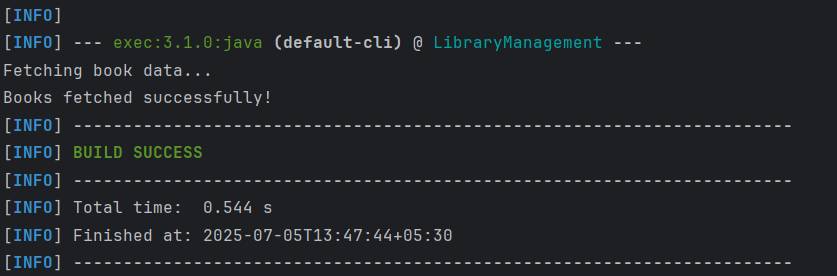 [INFO]
[INFO] --- exec:3.1.0:java (default-cli) @ LibraryManagement ---
Fetching book data...
Books fetched successfully!
[INFO] ------------------------------------------------------------------------
[INFO] BUILD SUCCESS
[INFO] ------------------------------------------------------------------------
[INFO] Total time:  0.544 s
[INFO] Finished at: 2025-07-05T13:47:44+05:30
[INFO] ------------------------------------------------------------------------